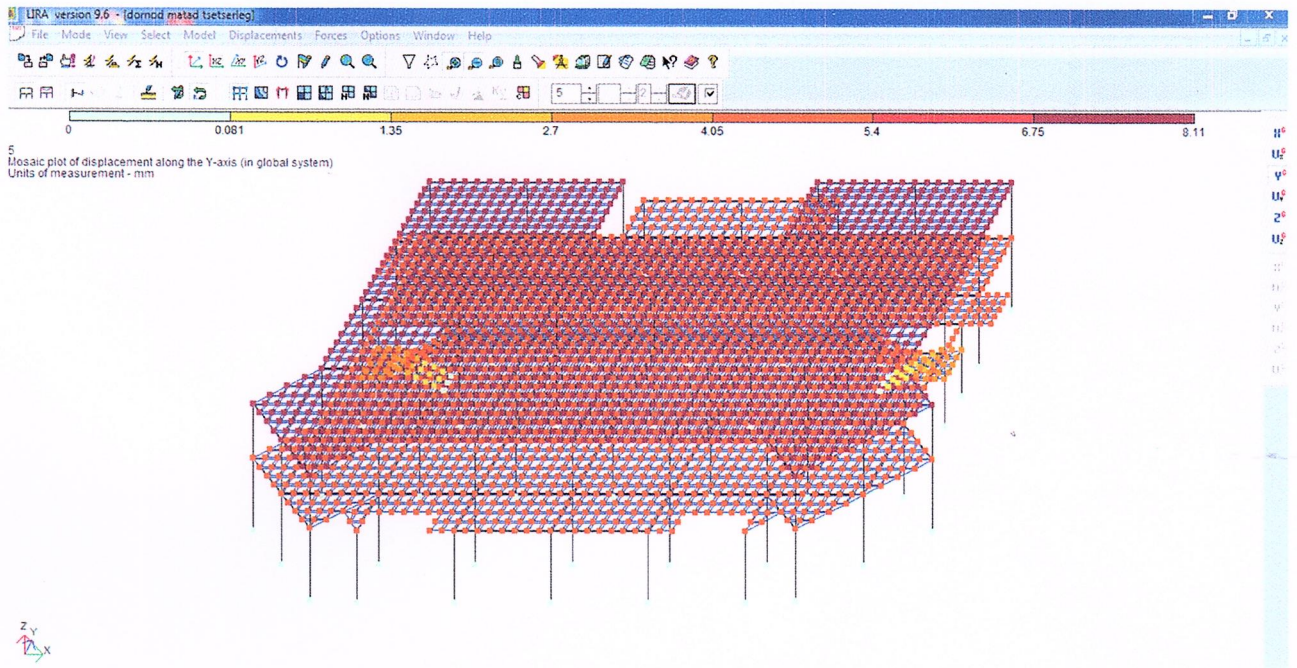 LIRA version 9.6 - [dornod matad tsetserleg]
File Mode View Select Model Displacements Forces Options Window Help
5 2
0 0.081 1.35 2.7 4.05 5.4 6.75 8.11
5
Mosaic plot of displacement along the Y-axis (in global system)
Units of measurement - mm
Z Y
X